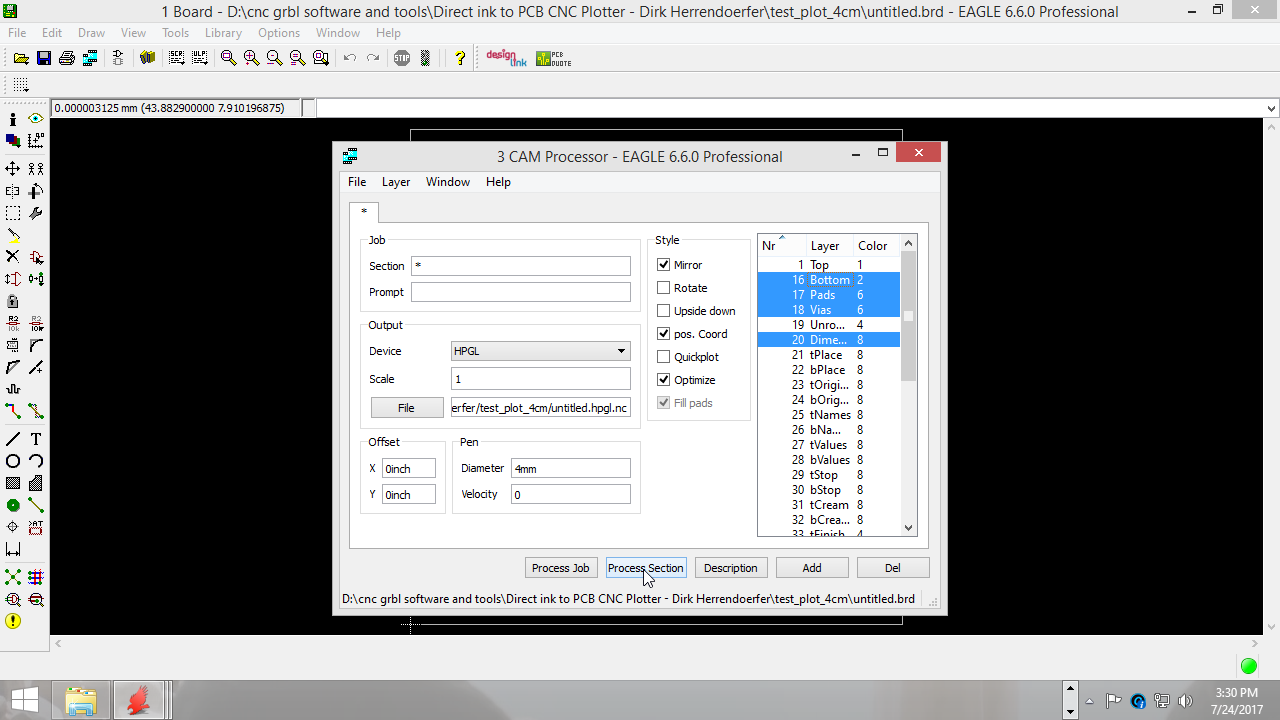 1 Board - D:\cnc grbl software and tools\Direct ink to PCB CNC Plotter - Dirk Herrendoerfer\test_plot_4cm\untitled.brd - EAGLE 6.6.0 Professional
File Edit Draw View Tools Library Options Window Help
SCR ULP STOP ? design link PCB QUOTE
0.000003125 mm (43.882900000 7.910196875)
3 CAM Processor - EAGLE 6.6.0 Professional
File Layer Window Help
*
Job
Section *
Prompt
Output
Device HPGL
Scale 1
File erfer/test_plot_4cm/untitled.hpgl.nc
Offset
X 0inch
Y 0inch
Pen
Diameter 4mm
Velocity 0
Style
Mirror
Rotate
Upside down
pos. Coord
Quickplot
Optimize
Fill pads
Nr Layer Color
1 Top 1
16 Bottom 2
17 Pads 6
18 Vias 6
19 Unro... 4
20 Dime... 8
21 tPlace 8
22 bPlace 8
23 tOrigi... 8
24 bOrig... 8
25 tNames 8
26 bNa... 8
27 tValues 8
28 bValues 8
29 tStop 8
30 bStop 8
31 tCream 8
32 bCrea... 8
33 tFinish 4
Process Job Process Section Description Add Del
D:\cnc grbl software and tools\Direct ink to PCB CNC Plotter - Dirk Herrendoerfer\test_plot_4cm\untitled.brd
R2
10
R2
10
T
3:30 PM
7/24/2017